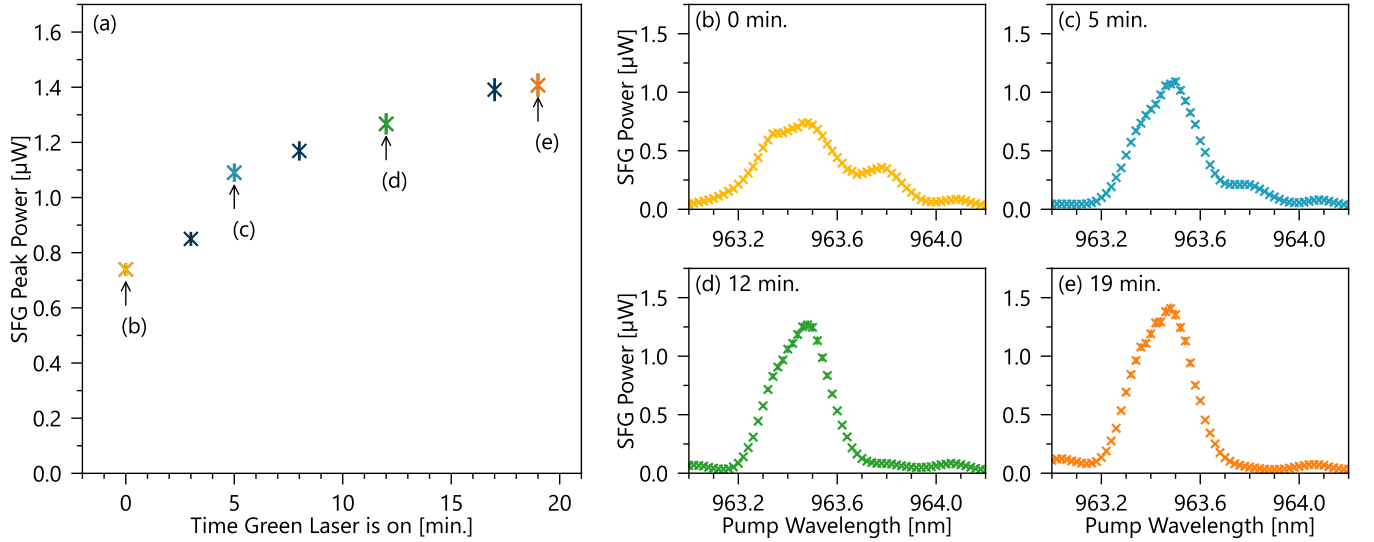 (a)
SFG Peak Power [µW]
1.6
1.4
1.2
1.0
0.8
0.6
0.4
0.2
0.0
(b)
(c)
(d)
(e)
0 5 10 15 20
Time Green Laser is on [min.]
(b) 0 min.
SFG Power [µW]
1.5
1.0
0.5
0.0
963.2 963.6 964.0
(c) 5 min.
1.5
1.0
0.5
0.0
963.2 963.6 964.0
(d) 12 min.
SFG Power [µW]
1.5
1.0
0.5
0.0
963.2 963.6 964.0
Pump Wavelength [nm]
(e) 19 min.
1.5
1.0
0.5
0.0
963.2 963.6 964.0
Pump Wavelength [nm]